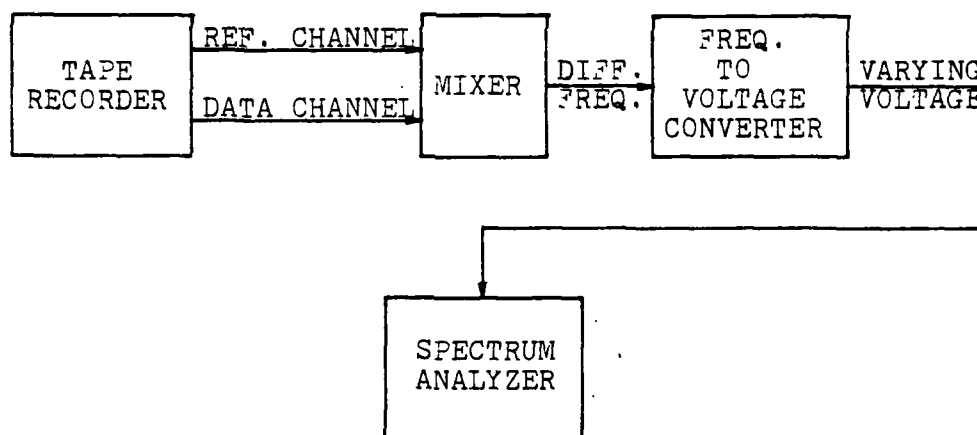 TAPE
RECORDER
REF. CHANNEL
DATA CHANNEL
MIXER
DIFF.
FREQ.
FREQ.
TO
VOLTAGE
CONVERTER
VARYING
VOLTAGE
SPECTRUM
ANALYZER